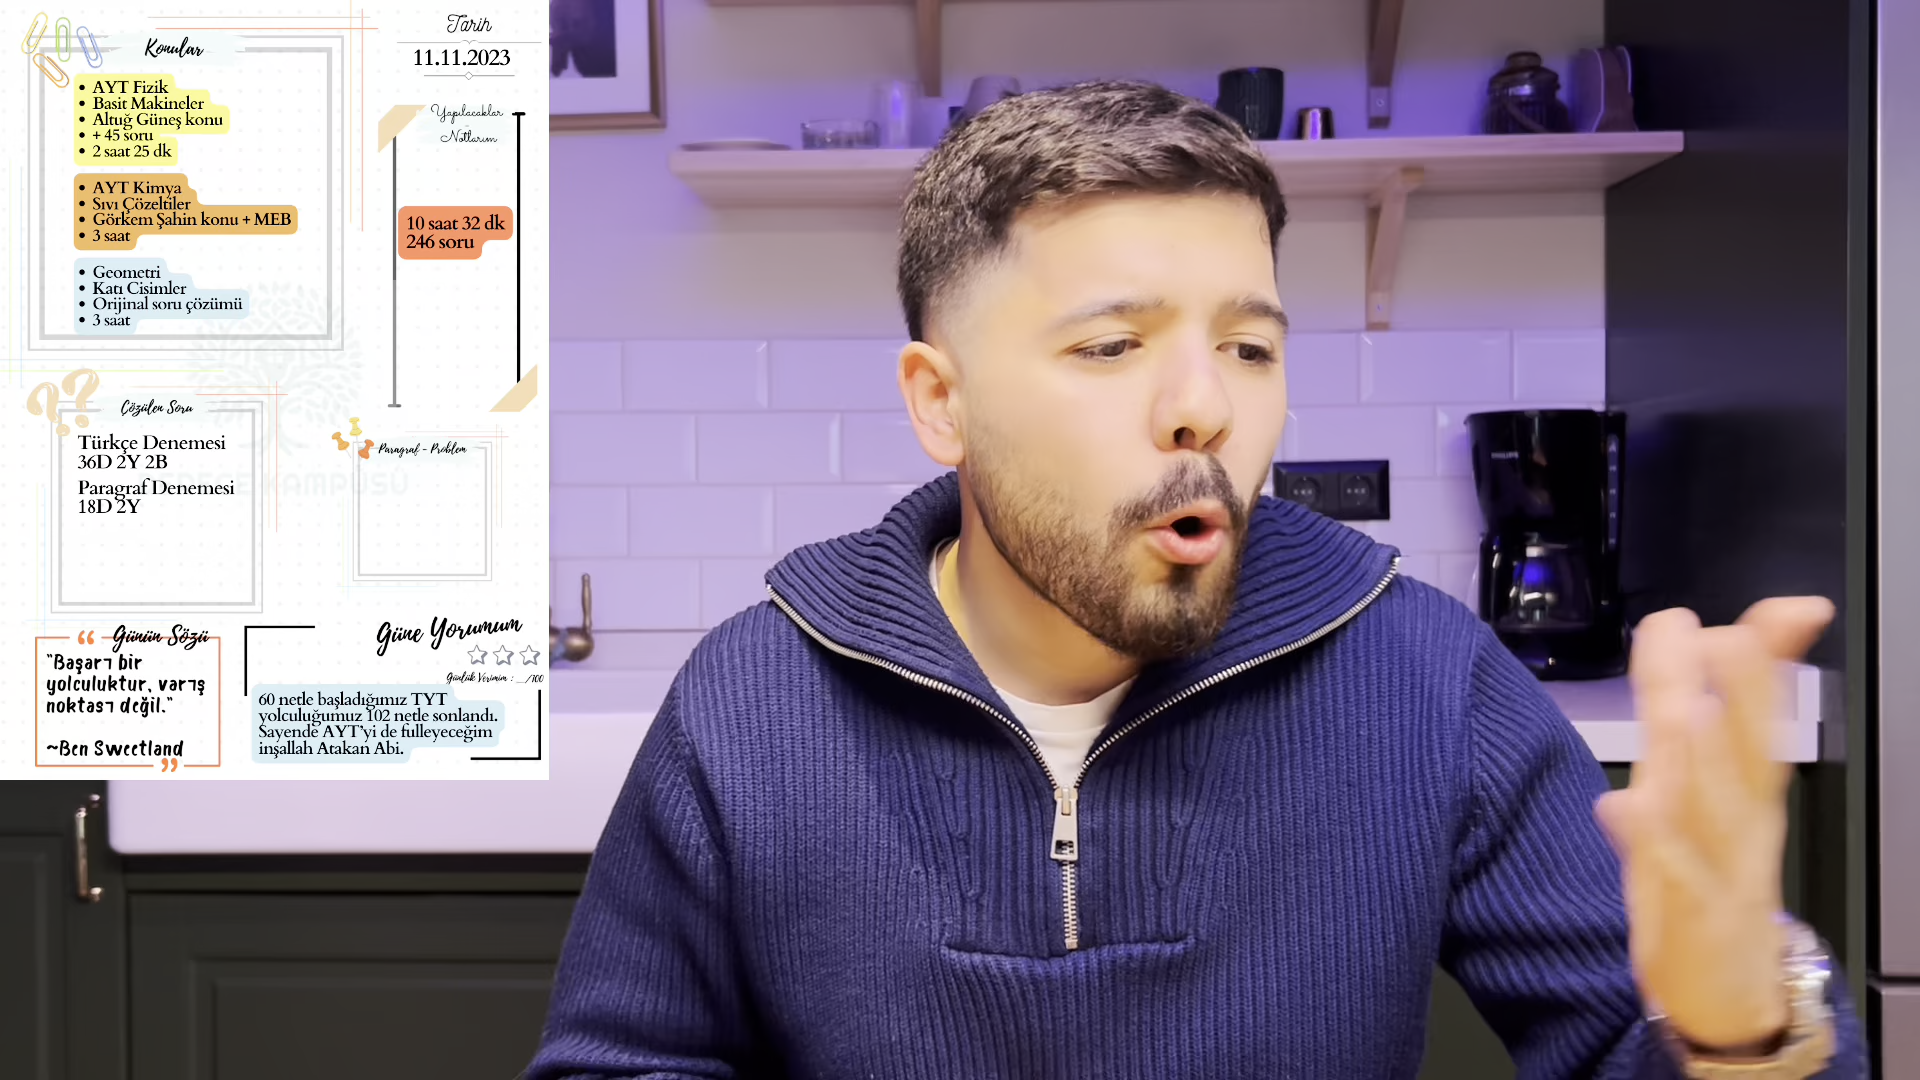 Konular
• AYT Fizik
• Basit Makineler
• Altuğ Güneş konu
• + 45 soru
• 2 saat 25 dk
• AYT Kimya
• Sıvı Çözeltiler
• Görkem Şahin konu + MEB
• 3 saat
• Geometri
• Katı Cisimler
• Orijinal soru çözümü
• 3 saat
Tarih
11.11.2023
Yapılacaklar
Notlarım
10 saat 32 dk
246 soru
Çözülen Soru
Türkçe Denemesi
36D 2Y 2B
Paragraf Denemesi
18D 2Y
KAMPÜSÜ
Paragraf - Problem
Günün Sözü
"Başarı bir
yolculuktur, varış
noktası değil."
~Ben Sweetland
Güne Yorumum
Günlük Verimim : __/100
60 netle başladığımız TYT
yolculuğumuz 102 netle sonlandı.
Sayende AYT'yi de fulleyeceğim
inşallah Atakan Abi.
PHILIPS